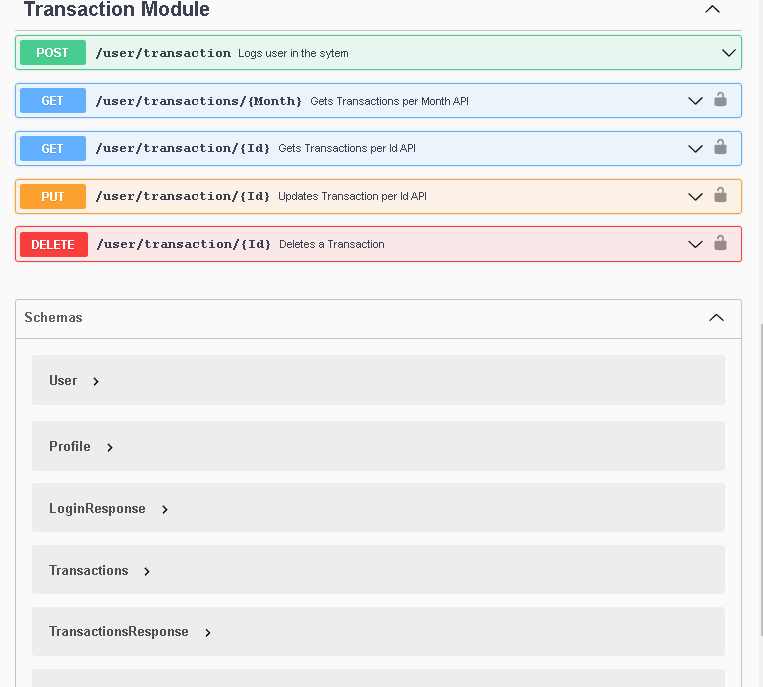 Transaction Module
POST /user/transaction Logs user in the sytem
GET /user/transactions/{Month} Gets Transactions per Month API
GET /user/transaction/{Id} Gets Transactions per Id API
PUT /user/transaction/{Id} Updates Transaction per Id API
DELETE /user/transaction/{Id} Deletes a Transaction
Schemas
User
Profile
LoginResponse
Transactions
TransactionsResponse